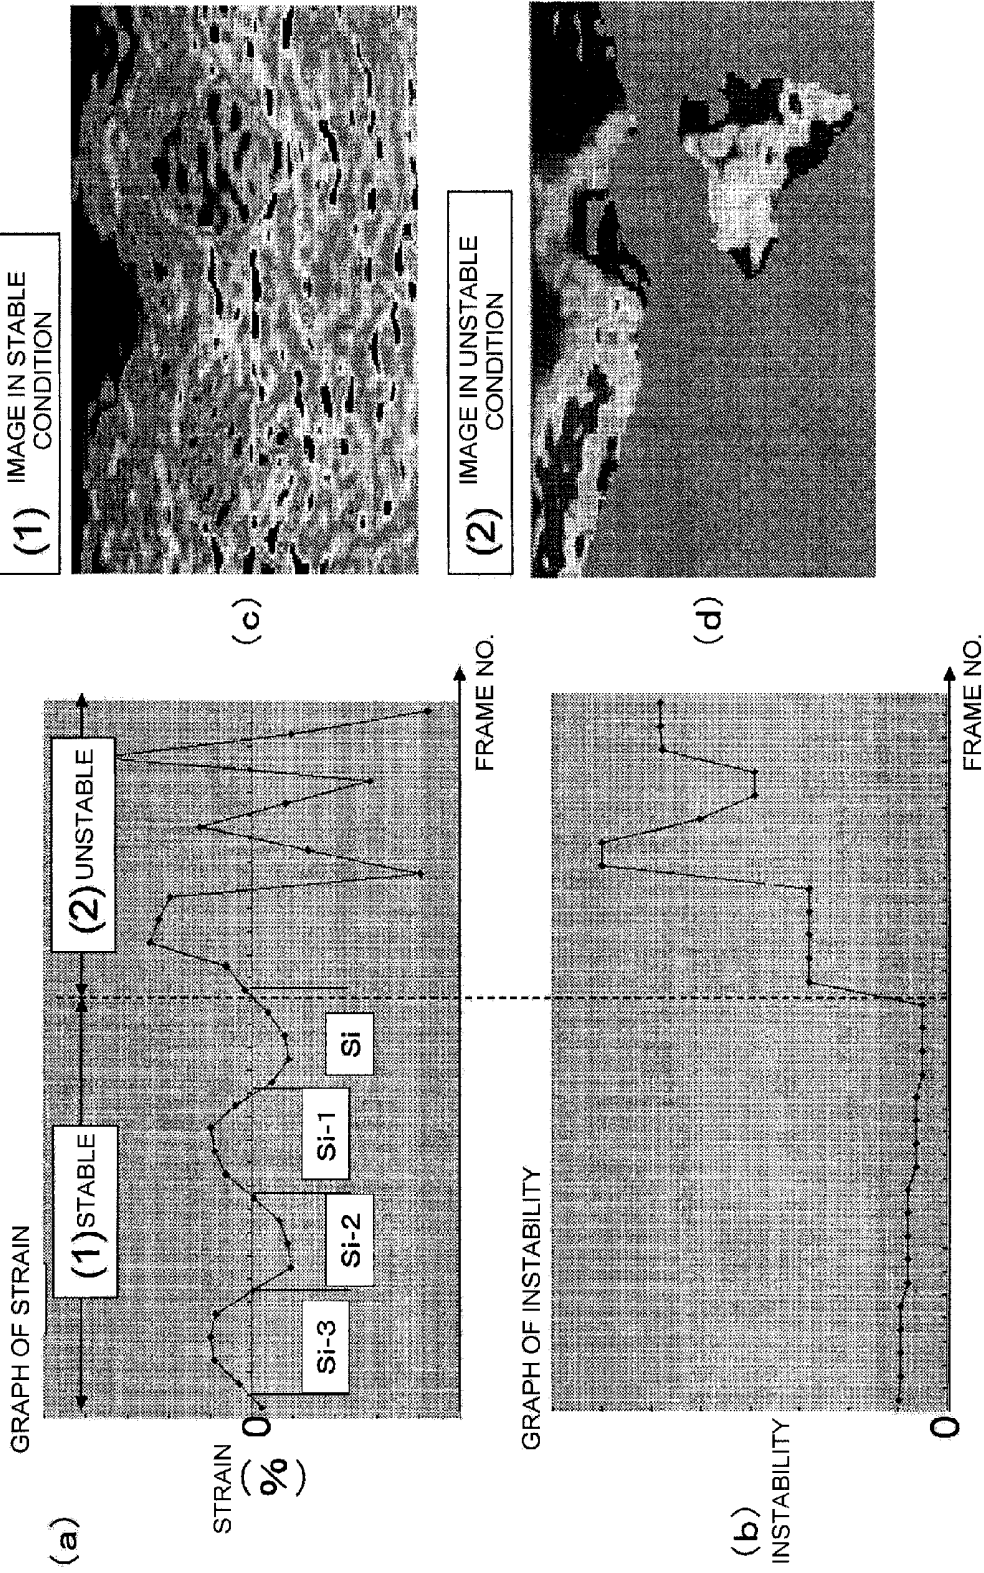 (a)
GRAPH OF STRAIN
(1) STABLE
(2) UNSTABLE
STRAIN
(%)
0
Si-3
Si-2
Si-1
Si
FRAME NO.
(b)
GRAPH OF INSTABILITY
INSTABILITY
0
FRAME NO.
(c)
(1) IMAGE IN STABLE
CONDITION
(d)
(2) IMAGE IN UNSTABLE
CONDITION